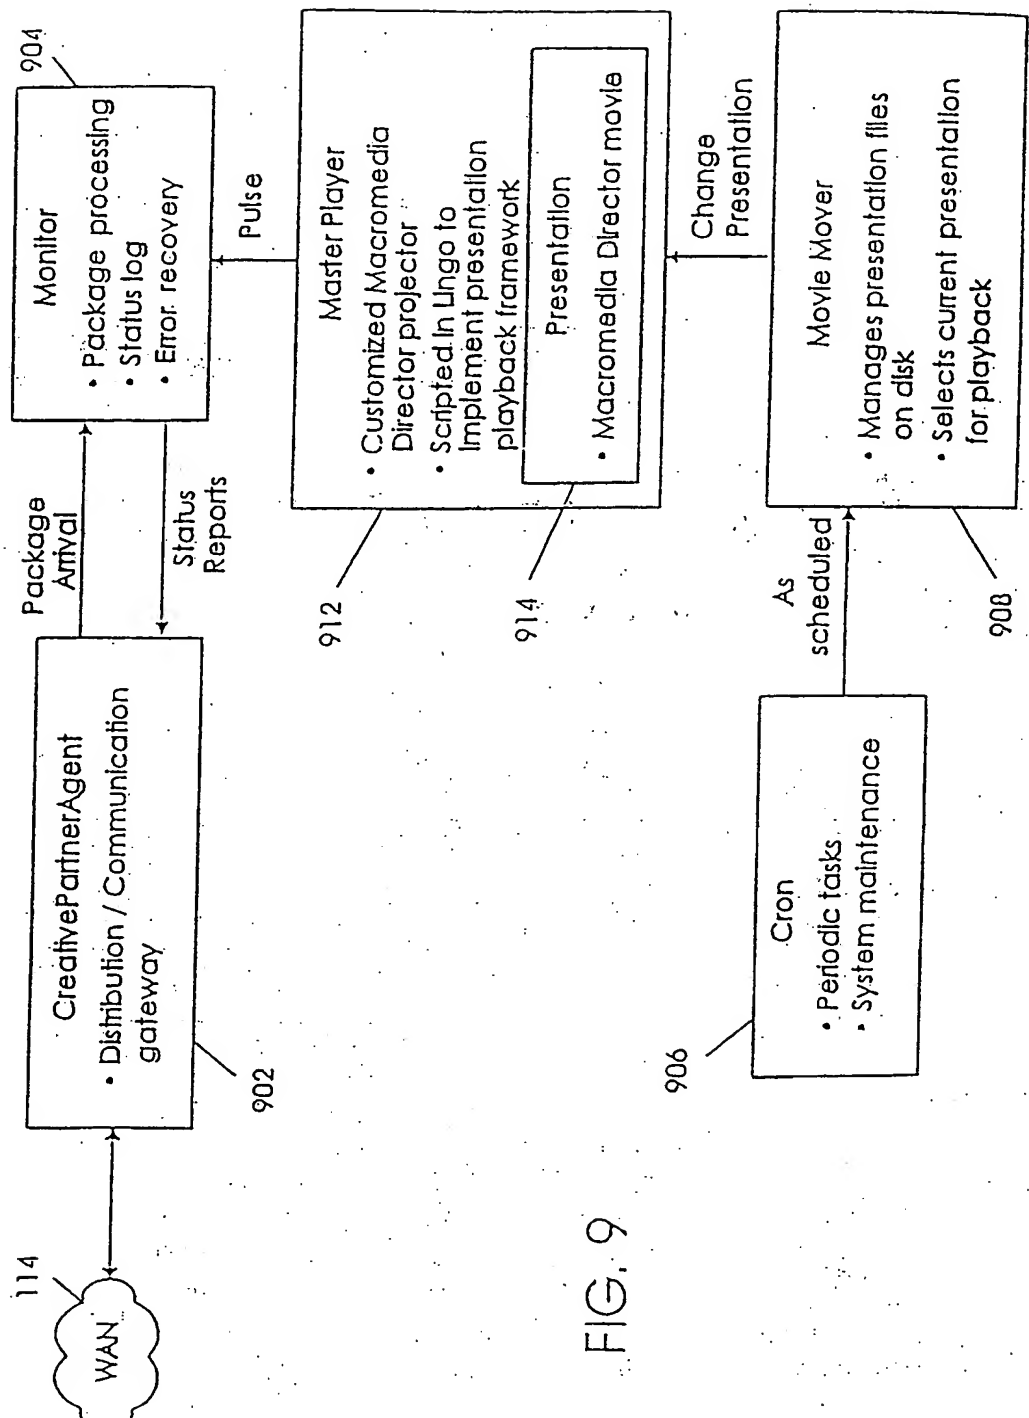 114
WAN
902
CreativePartnerAgent
• Distribution / Communication
gateway
Package
Arrival
Status
Reports
904
Monitor
• Package processing
• Status log
• Error recovery
Pulse
912
Master Player
• Customized Macromedia
Director projector
• Scripted in Lingo to
Implement presentation
playback framework
914
Presentation
• Macromedia Director movie
Change
Presentation
906
Cron
• Periodic tasks
• System maintenance
As
scheduled
908
Movie Mover
• Manages presentation files
on disk
• Selects current presentation
for playback
FIG. 9